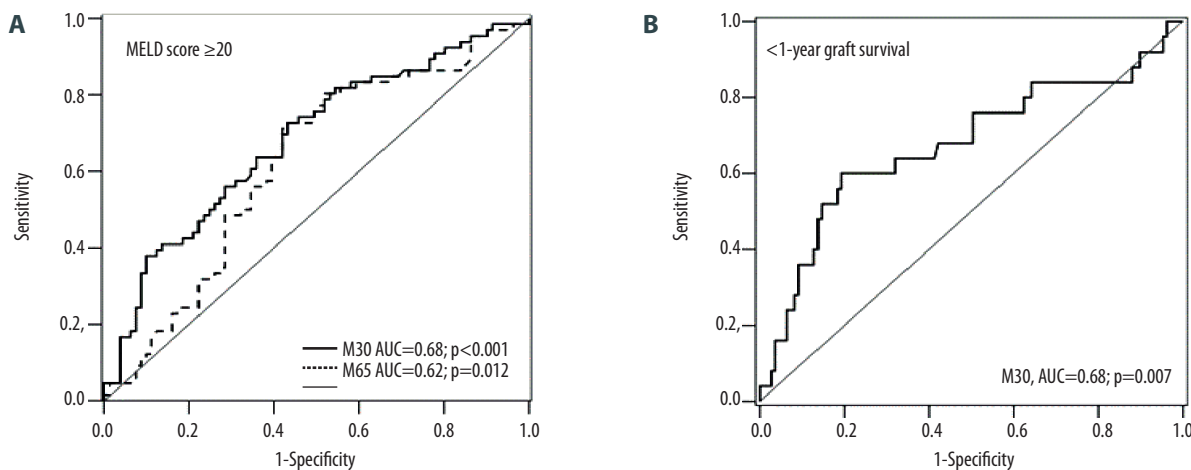 A
MELD score ≥20
1.0
0.8
0.6
0.4
0.2,
0.0
Sensitivity
M30 AUC=0.68; p<0.001
M65 AUC=0.62; p=0.012
0.0 0.2 0.4 0.6 0.8 1.0
1-Specificity
B
<1-year graft survival
1.0
0.8
0.6
0.4
0.2,
0.0
Sensitivity
M30, AUC=0.68; p=0.007
0.0 0.2 0.4 0.6 0.8 1.0
1-Specificity